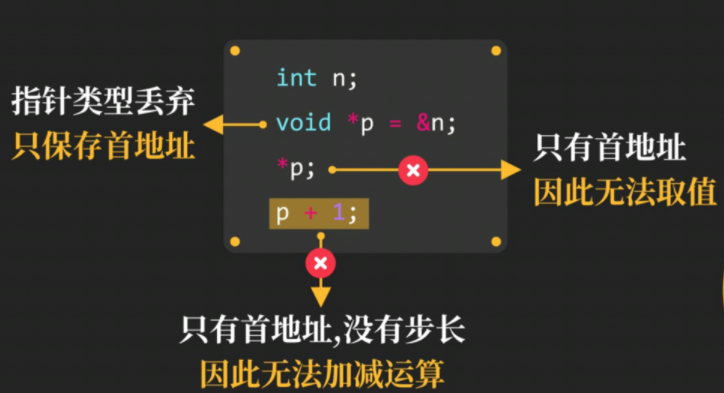 int n;
指针类型丢弃
只保存首地址
void *p = &n;
*p;
只有首地址
因此无法取值
p + 1;
只有首地址,没有步长
因此无法加减运算